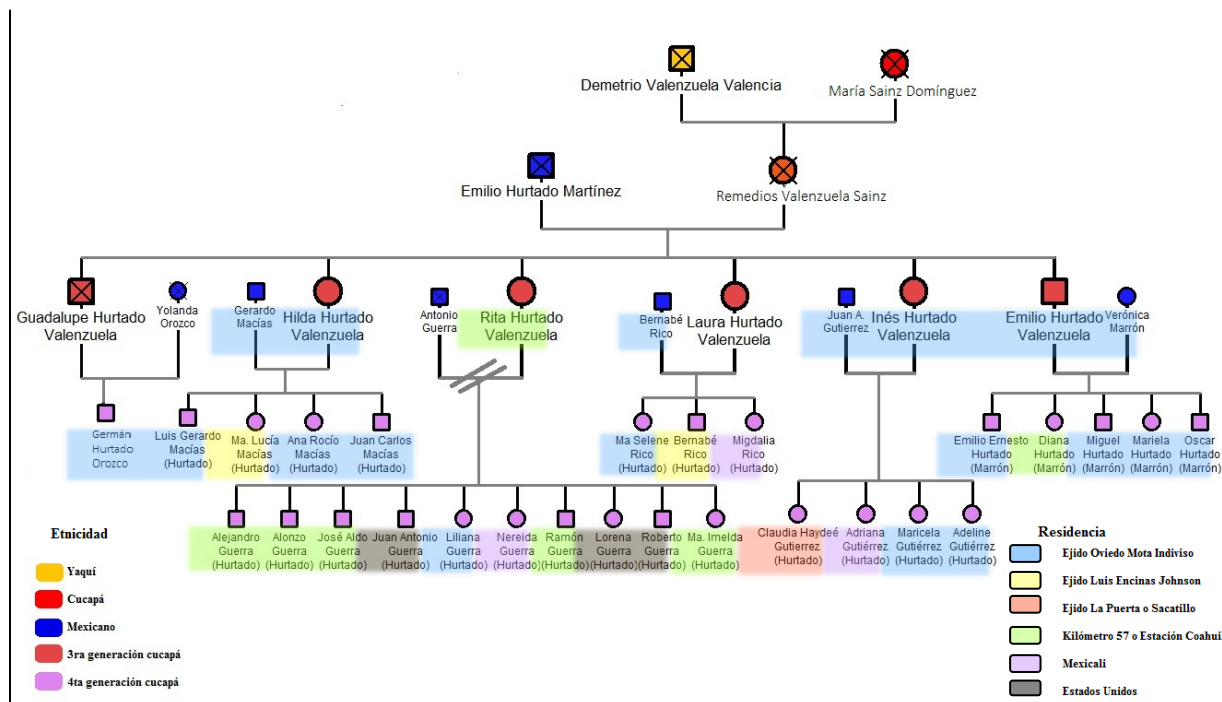 Demetrio Valenzuela Valencia
María Sainz Domínguez
Emilio Hurtado Martínez
Remedios Valenzuela Sainz
Guadalupe Hurtado
Valenzuela
Yolanda
Orozco
Gerardo
Macías
Hilda Hurtado
Valenzuela
Antonio
Guerra
Rita Hurtado
Valenzuela
Bernabé
Rico
Laura Hurtado
Valenzuela
Juan A.
Gutierrez
Inés Hurtado
Valenzuela
Emilio Hurtado
Valenzuela
Verónica
Marrón
Germán
Hurtado
Orozco
Luis Gerardo
Macías
(Hurtado)
Ma. Lucía
Macías
(Hurtado)
Ana Rocío
Macías
(Hurtado)
Juan Carlos
Macías
(Hurtado)
Ma Selene
Rico
(Hurtado)
Bernabé
Rico
(Hurtado)
Migdalia
Rico
(Hurtado)
Emilio Ernesto
Hurtado
(Marrón)
Diana
Hurtado
(Marrón)
Miguel
Hurtado
(Marrón)
Mariela
Hurtado
(Marrón)
Oscar
Hurtado
(Marrón)
Alejandro
Guerra
(Hurtado)
Alonzo
Guerra
(Hurtado)
José Aldo
Guerra
(Hurtado)
Juan Antonio
Guerra
(Hurtado)
Liliana
Guerra
(Hurtado)
Nereida
Guerra
(Hurtado)
Ramón
Guerra
(Hurtado)
Lorena
Guerra
(Hurtado)
Roberto
Guerra
(Hurtado)
Ma. Imelda
Guerra
(Hurtado)
Claudia Haydeé
Gutierrez
(Hurtado)
Adriana
Gutiérrez
(Hurtado)
Maricela
Gutiérrez
(Hurtado)
Adeline
Gutiérrez
(Hurtado)
Etnicidad
Yaquí
Cucapá
Mexicano
3ra generación cucapá
4ta generación cucapá
Residencia
Ejido Oviedo Mota Indiviso
Ejido Luis Encinas Johnson
Ejido La Puerta o Sacatillo
Kilómetro 57 o Estación Coahui
Mexicali
Estados Unidos